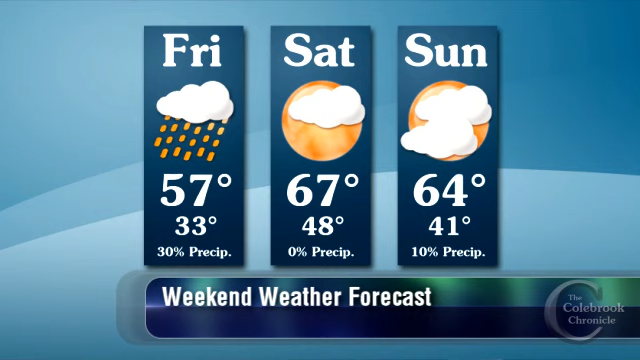 Fri
57°
33°
30% Precip.
Sat
67°
48°
0% Precip.
Sun
64°
41°
10% Precip.
Weekend Weather Forecast
The
Colebrook
Chronicle